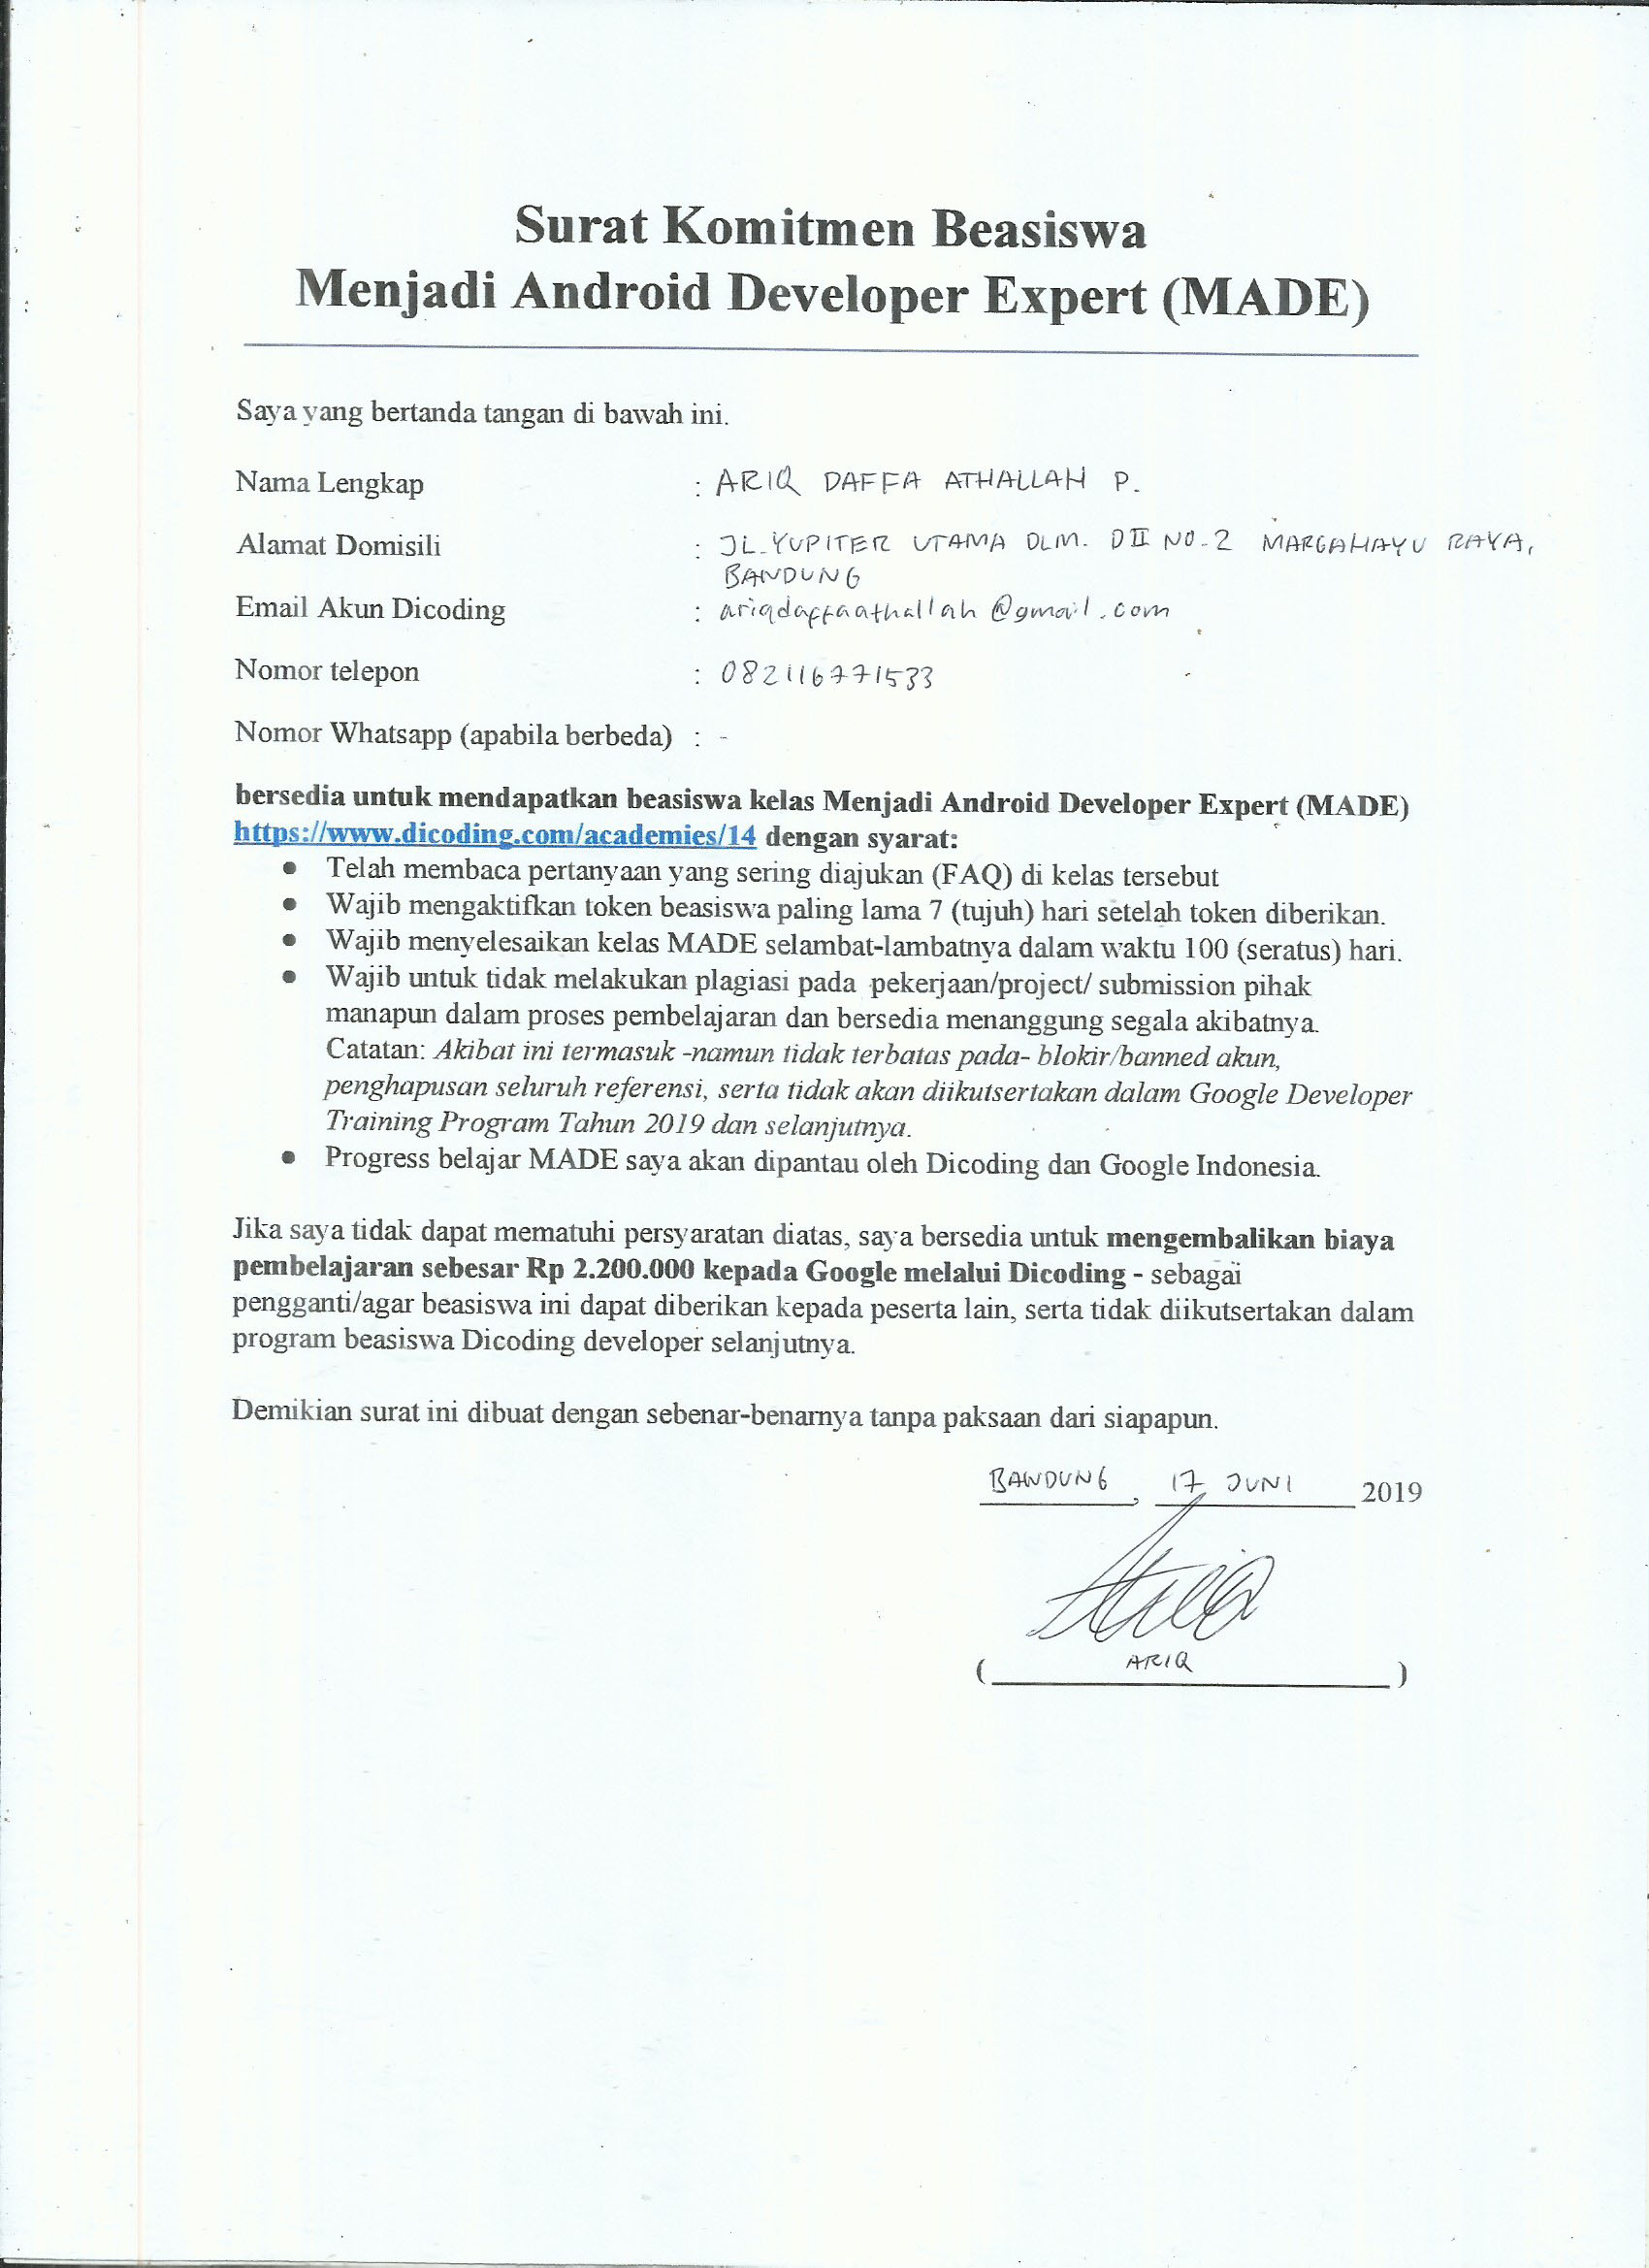 Surat Komitmen Beasiswa
Menjadi Android Developer Expert (MADE)
Saya yang bertanda tangan di bawah ini.
Nama Lengkap : ARIQ DAFFA ATHALLAH P.
Alamat Domisili : JL. YUPITER UTAMA DLM. DII NO. 2 MARGAHAYU RAYA,
BANDUNG
Email Akun Dicoding : ariqdaffaathallah@gmail.com
Nomor telepon : 082116771533
Nomor Whatsapp (apabila berbeda) : -
bersedia untuk mendapatkan beasiswa kelas Menjadi Android Developer Expert (MADE)
https://www.dicoding.com/academies/14 dengan syarat:
● Telah membaca pertanyaan yang sering diajukan (FAQ) di kelas tersebut
● Wajib mengaktifkan token beasiswa paling lama 7 (tujuh) hari setelah token diberikan.
● Wajib menyelesaikan kelas MADE selambat-lambatnya dalam waktu 100 (seratus) hari.
● Wajib untuk tidak melakukan plagiasi pada pekerjaan/project/ submission pihak
manapun dalam proses pembelajaran dan bersedia menanggung segala akibatnya.
Catatan: Akibat ini termasuk -namun tidak terbatas pada- blokir/banned akun,
penghapusan seluruh referensi, serta tidak akan diikutsertakan dalam Google Developer
Training Program Tahun 2019 dan selanjutnya.
● Progress belajar MADE saya akan dipantau oleh Dicoding dan Google Indonesia.
Jika saya tidak dapat mematuhi persyaratan diatas, saya bersedia untuk mengembalikan biaya
pembelajaran sebesar Rp 2.200.000 kepada Google melalui Dicoding - sebagai
pengganti/agar beasiswa ini dapat diberikan kepada peserta lain, serta tidak diikutsertakan dalam
program beasiswa Dicoding developer selanjutnya.
Demikian surat ini dibuat dengan sebenar-benarnya tanpa paksaan dari siapapun.
BANDUNG, 17 JUNI 2019
(ARIQ)